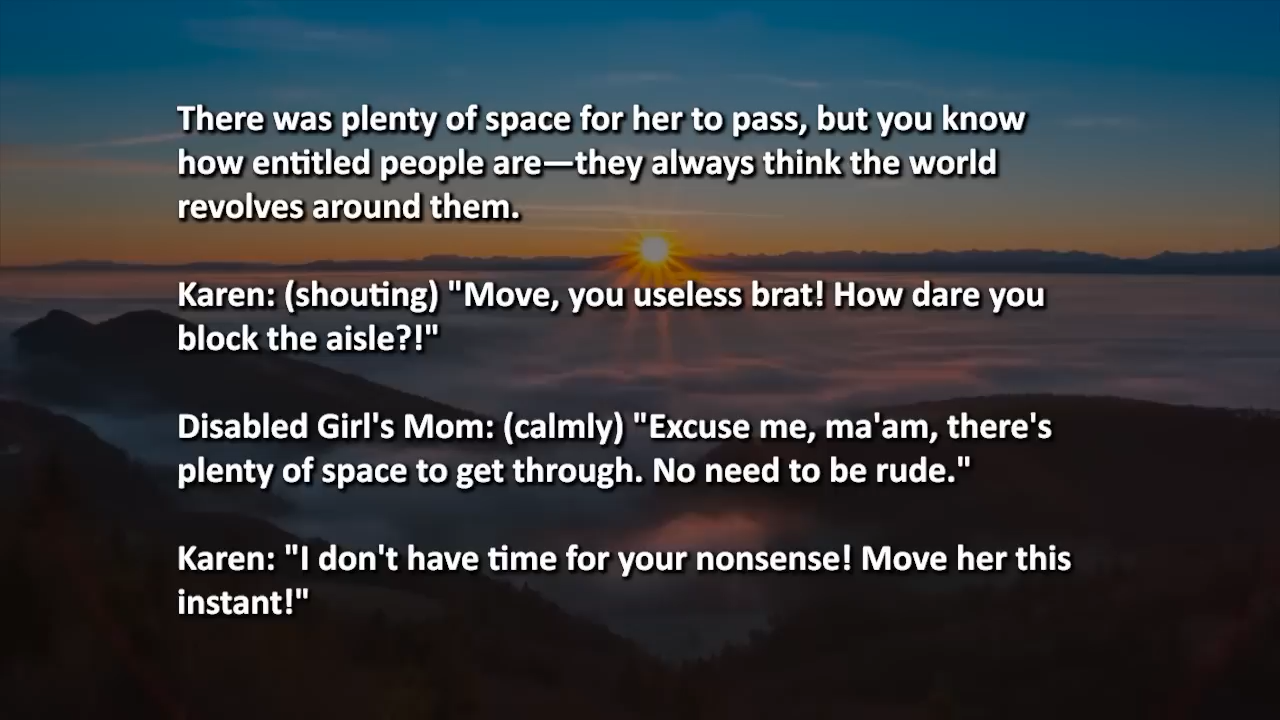 There was plenty of space for her to pass, but you know
how entitled people are—they always think the world
revolves around them.
Karen: (shouting) "Move, you useless brat! How dare you
block the aisle?!"
Disabled Girl's Mom: (calmly) "Excuse me, ma'am, there's
plenty of space to get through. No need to be rude."
Karen: "I don't have time for your nonsense! Move her this
instant!"